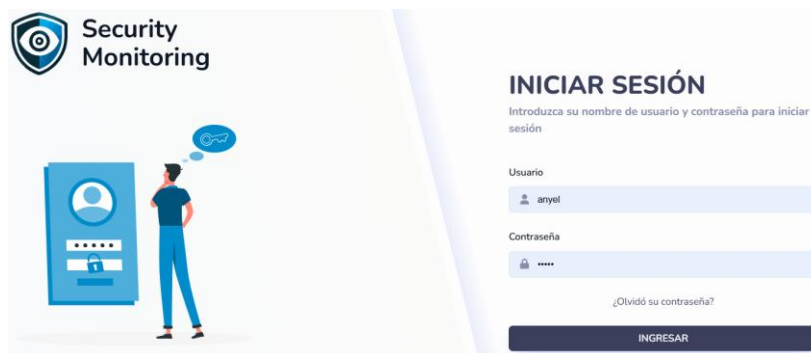 Security
Monitoring
INICIAR SESIÓN
Introduzca su nombre de usuario y contraseña para iniciar
sesión
Usuario
anyel
Contraseña
•••••
¿Olvidó su contraseña?
INGRESAR